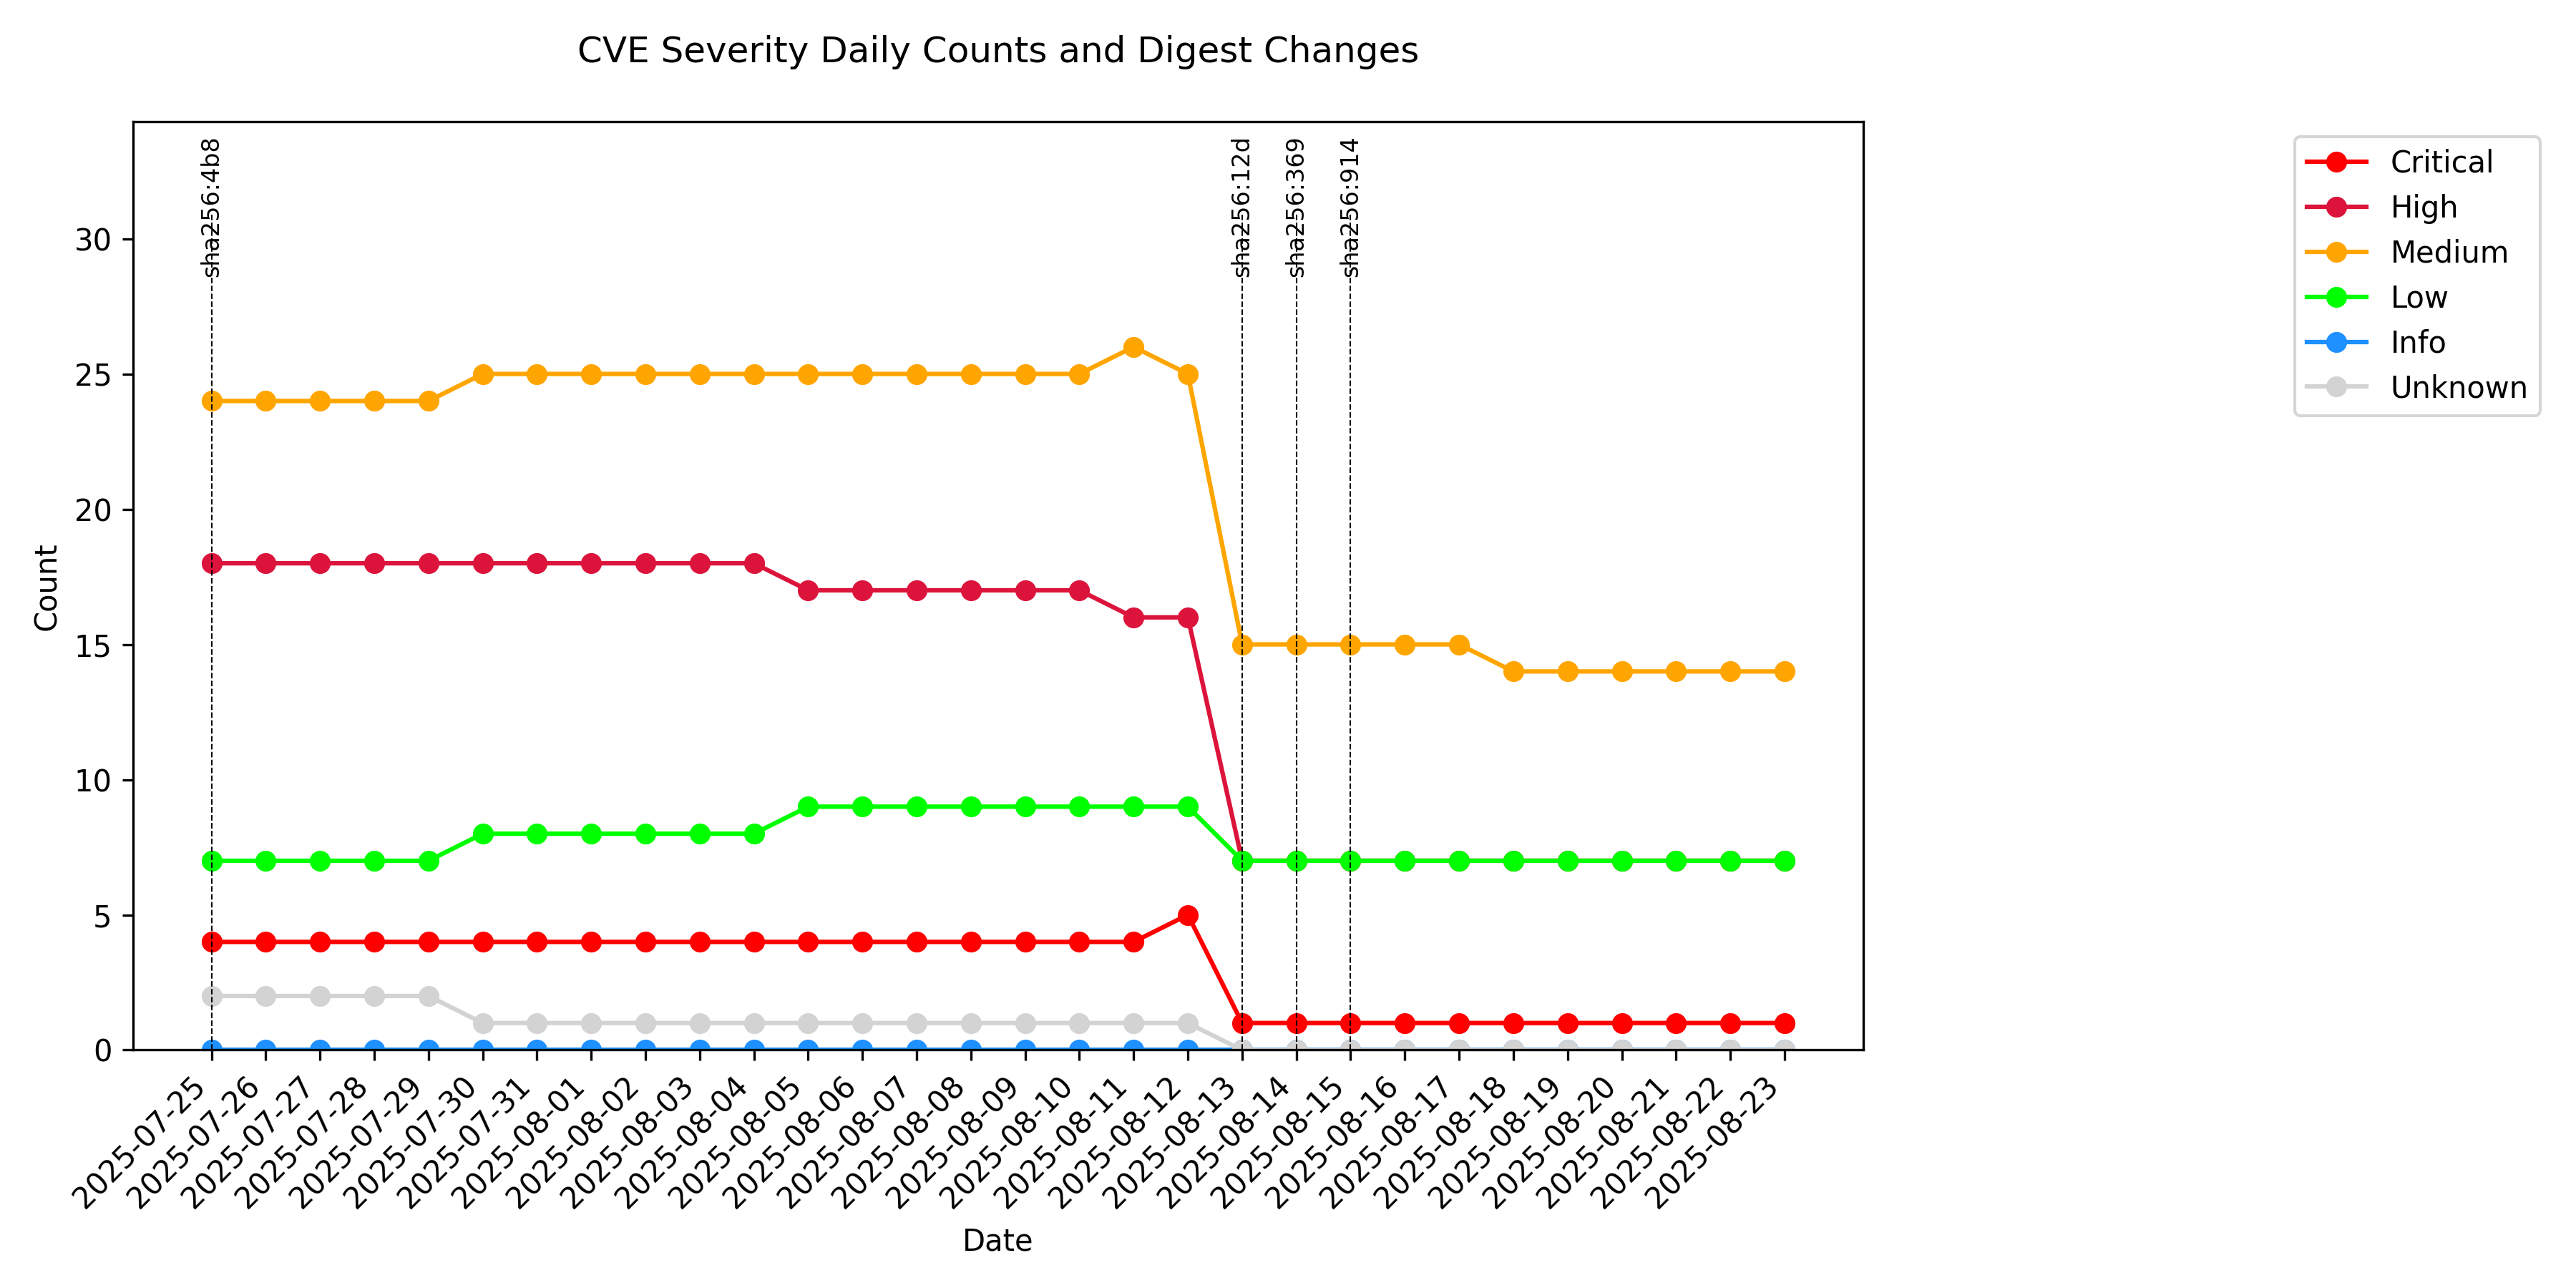 CVE Severity Daily Counts and Digest Changes
sha256:4b8
sha256:12d
sha256:369
sha256:914
Critical
High
Medium
Low
Info
Unknown
Count
30
25
20
15
10
5
0
2025-07-25
2025-07-26
2025-07-27
2025-07-28
2025-07-29
2025-07-30
2025-07-31
2025-08-01
2025-08-02
2025-08-03
2025-08-04
2025-08-05
2025-08-06
2025-08-07
2025-08-08
2025-08-09
2025-08-10
2025-08-11
2025-08-12
2025-08-13
2025-08-14
2025-08-15
2025-08-16
2025-08-17
2025-08-18
2025-08-19
2025-08-20
2025-08-21
2025-08-22
2025-08-23
Date